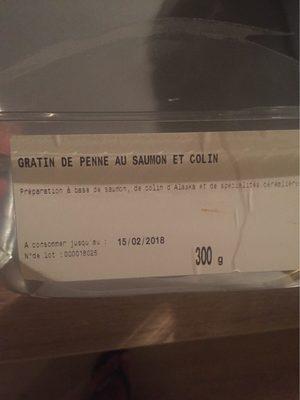 GRATIN DE PENNE AU SAUMON ET COLIN
Préparation à base de saumon, de colin d'Alaska et de spécialités
A consommer jusqu'au : 15/02/2018
N°de lot :000018025
300 g